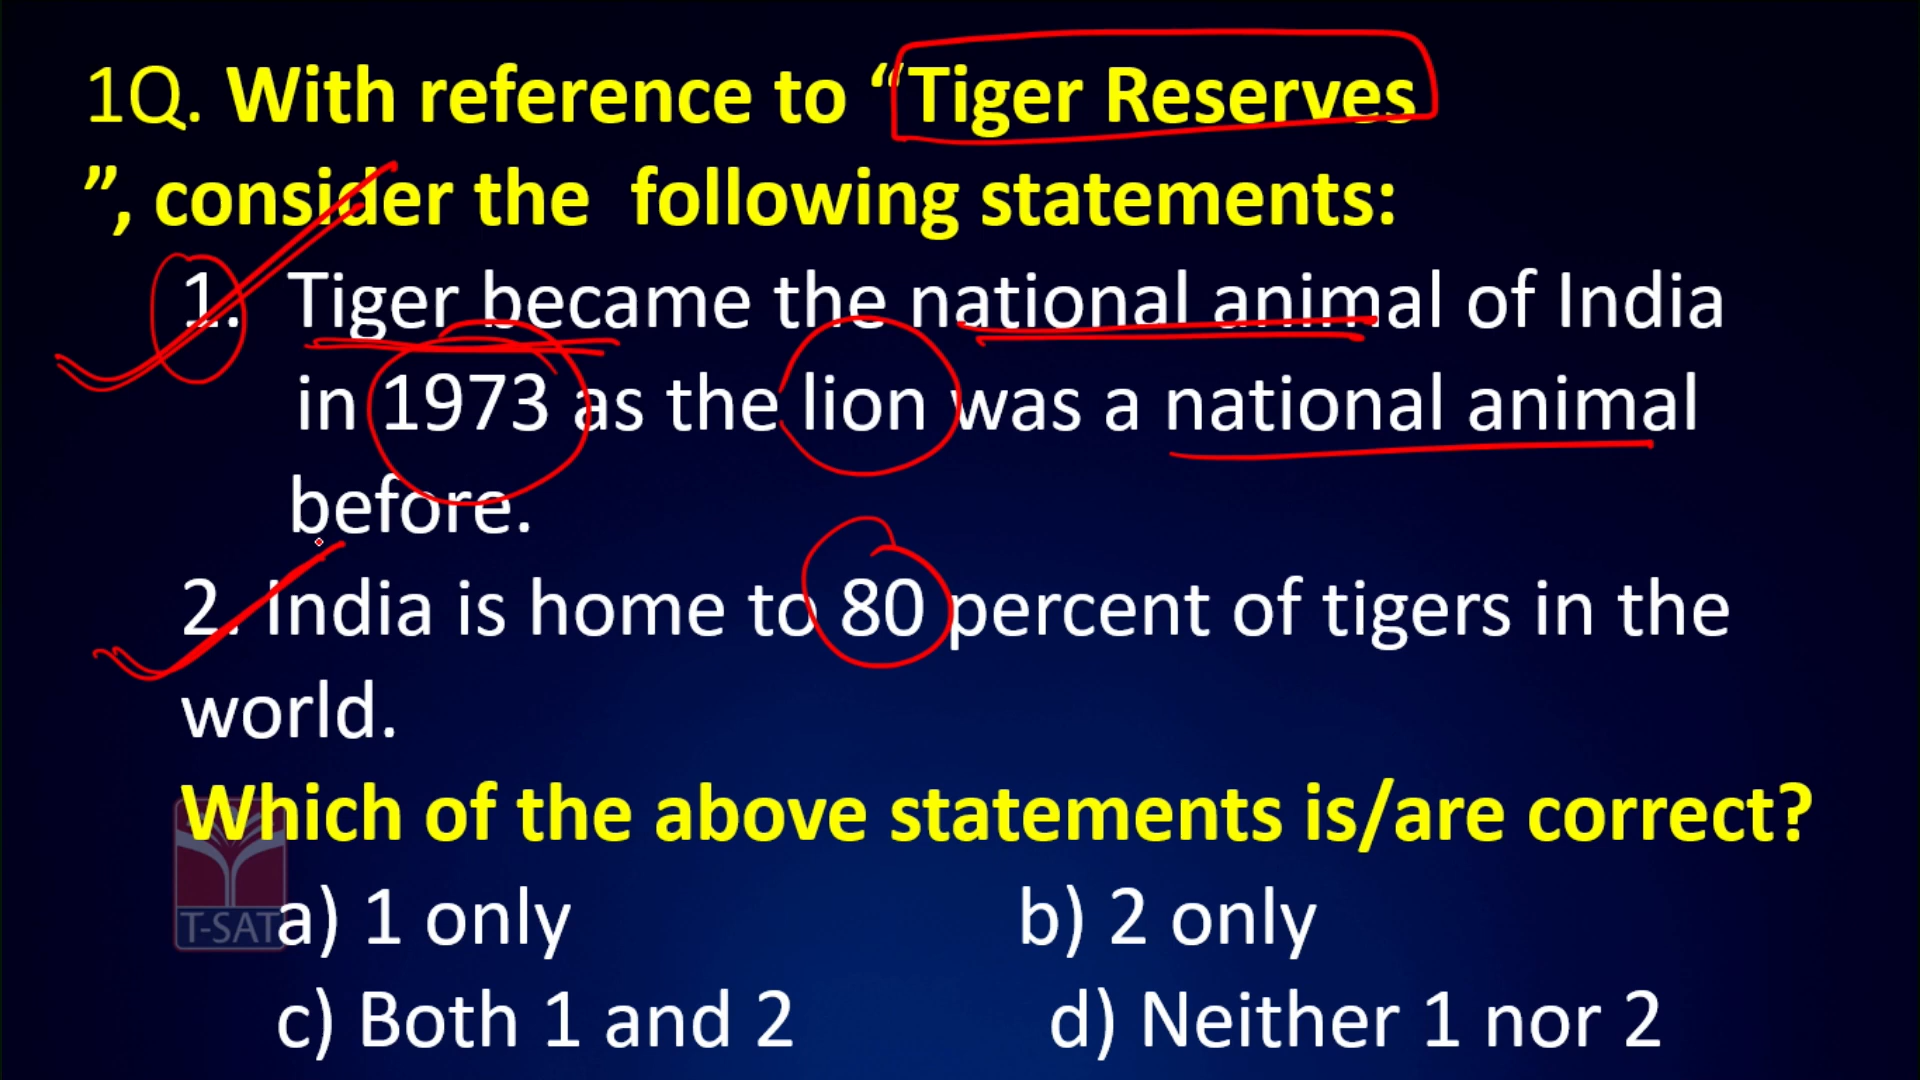 1Q. With reference to “Tiger Reserves
”, consider the following statements:
1. Tiger became the national animal of India
in 1973 as the lion was a national animal
before.
2. India is home to 80 percent of tigers in the
world.
Which of the above statements is/are correct?
a) 1 only b) 2 only
c) Both 1 and 2 d) Neither 1 nor 2
T-SAT